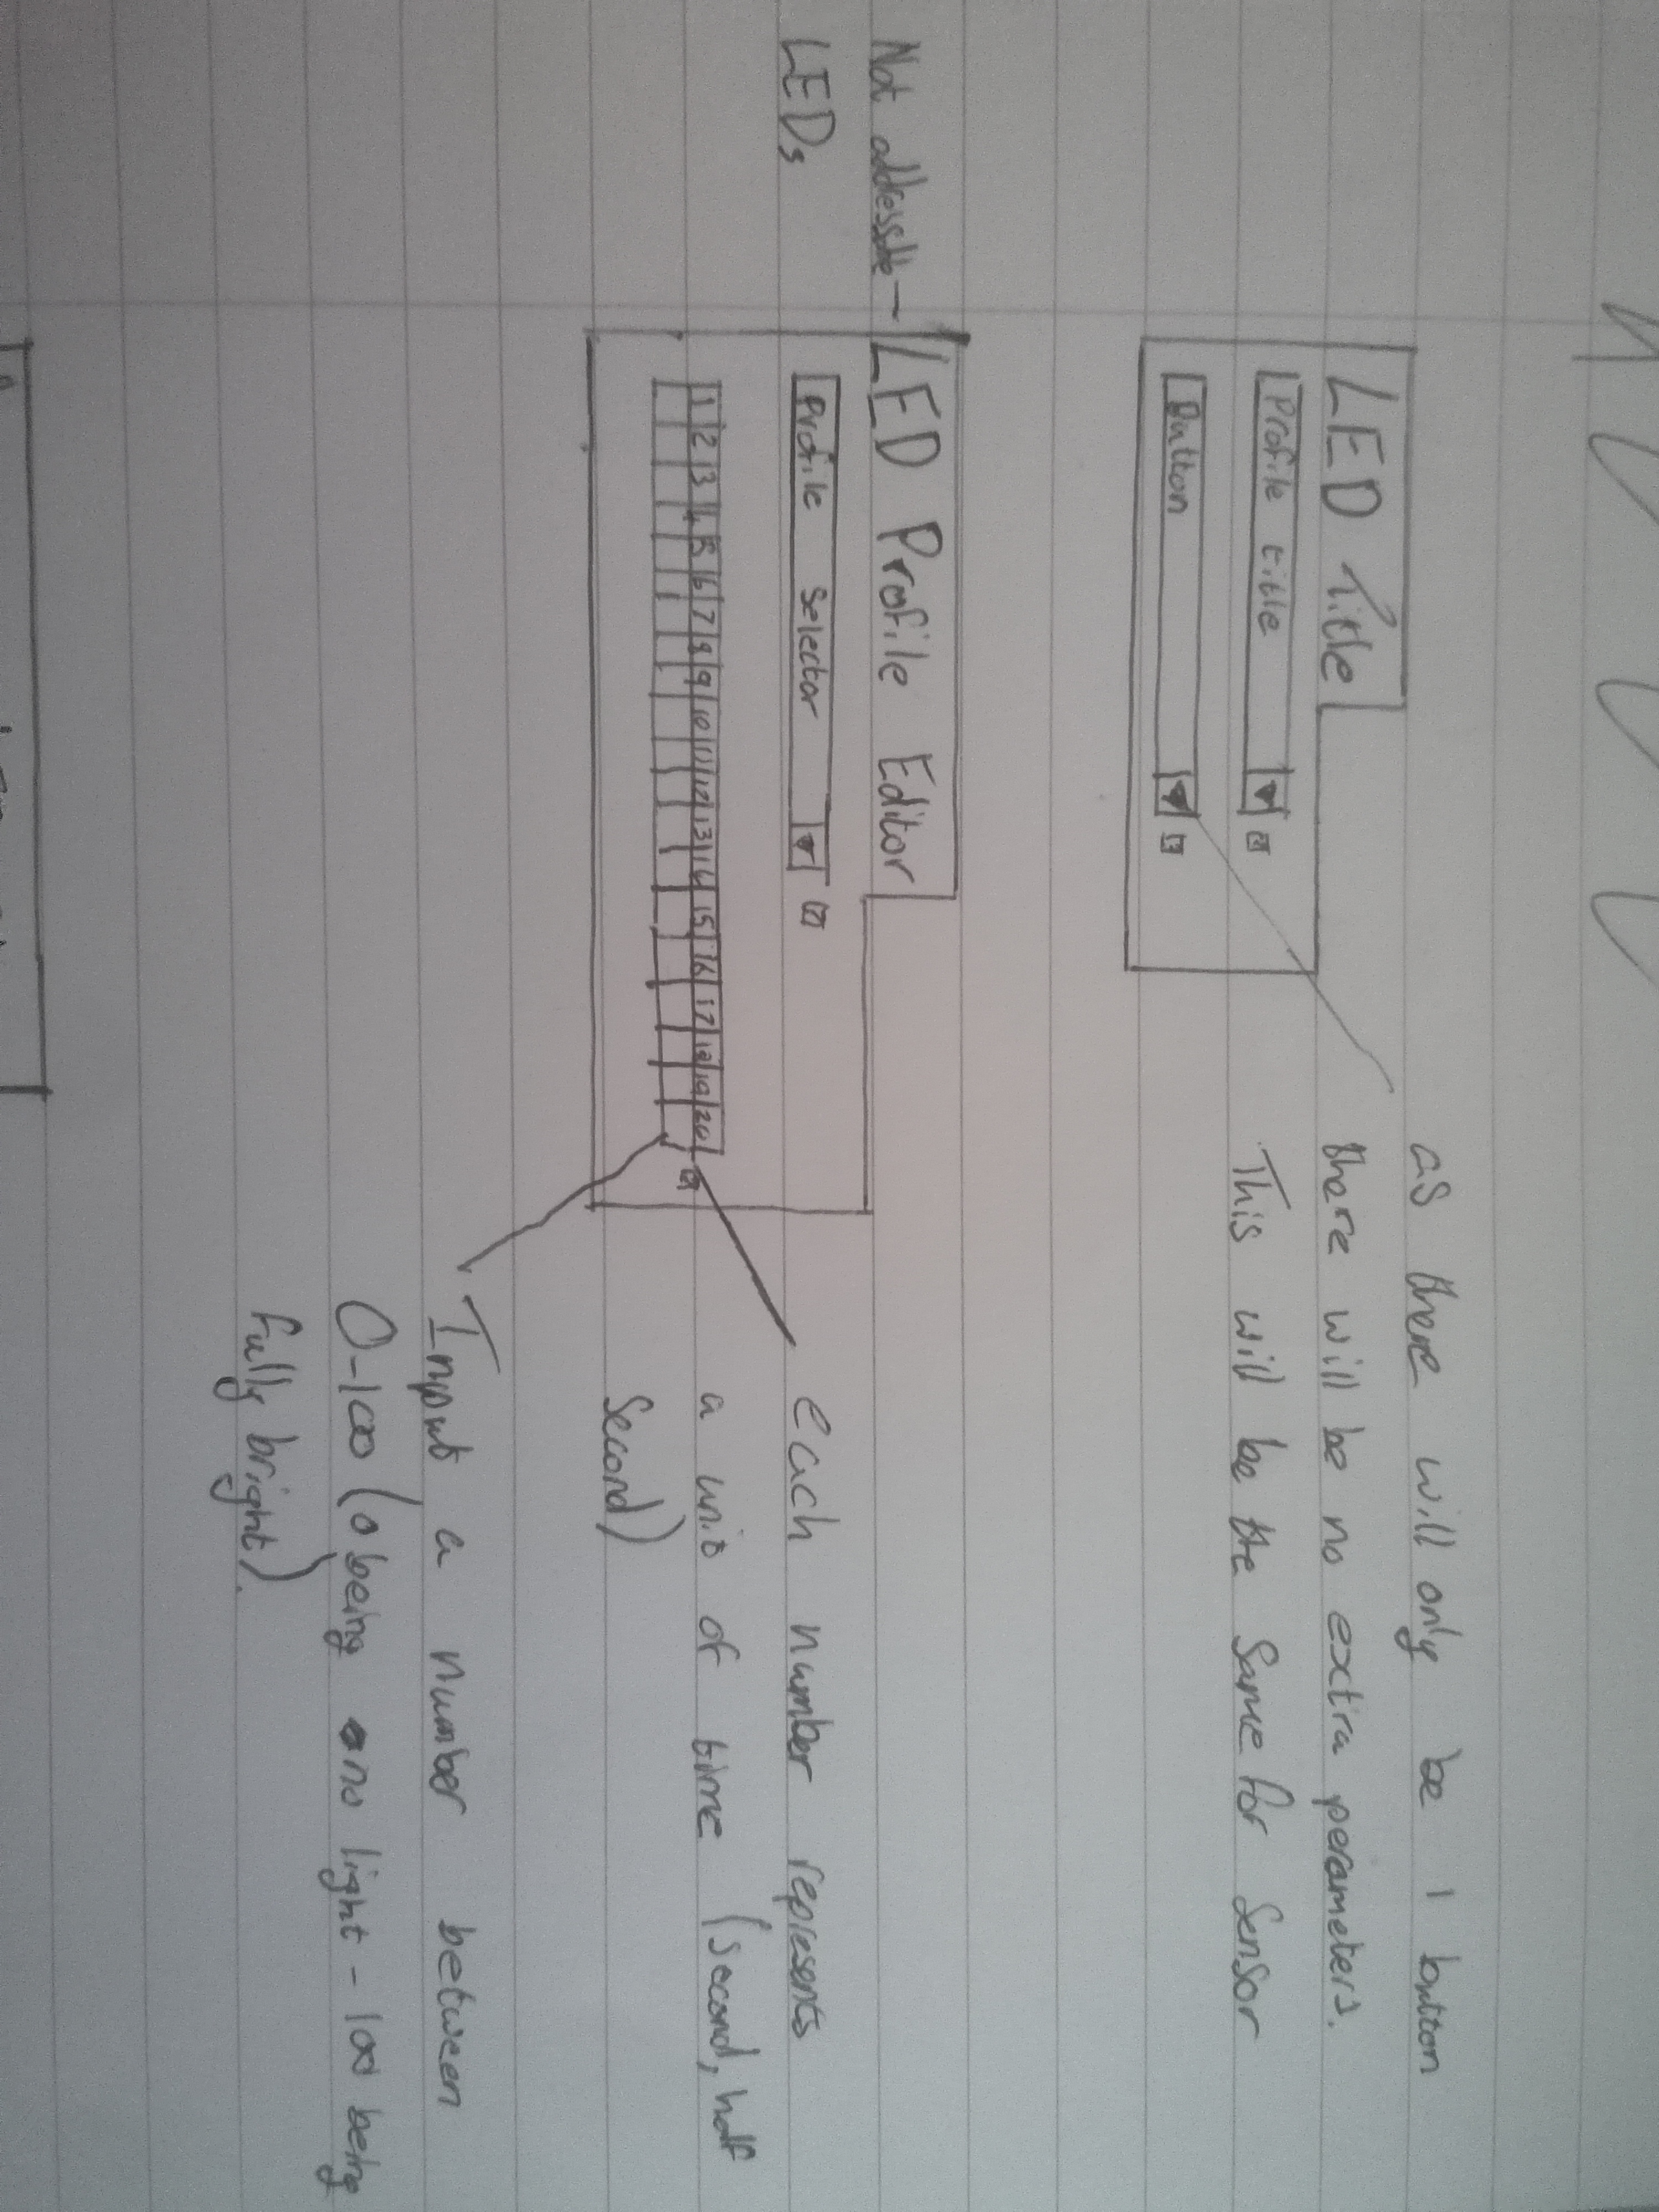 as there will only be 1 button
there will be no extra perameters.
This will be the Same for Sensor
LED Title
Profile title
Button
Not addressable
LEDs
LED Profile Editor
Profile Selector
1 2 3 4 5 6 7 8 9 10 11 12 13 14 15 16 17 18 19 20
each number represents
a unit of time (second, half
Second)
Input a number between
0-100 (0 being no light - 100 being
fully bright).